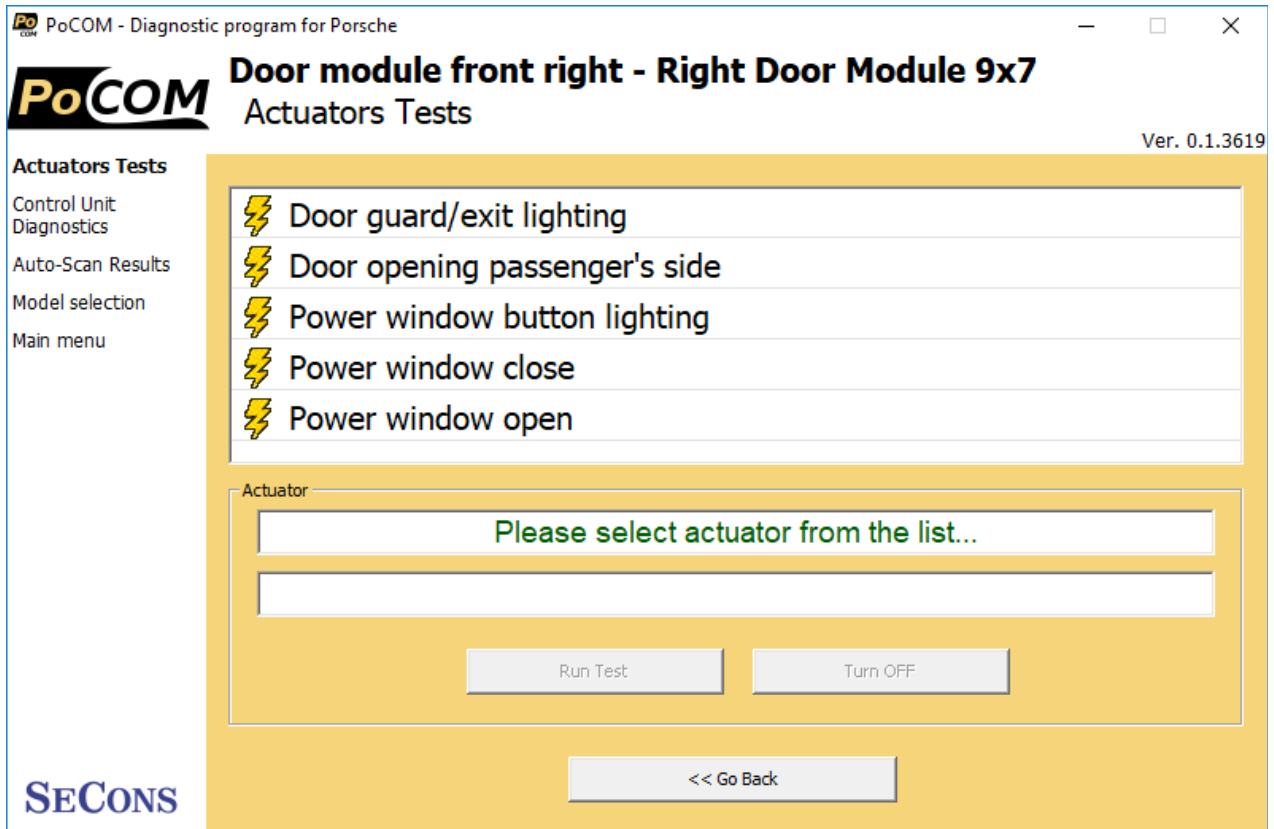 PoCOM - Diagnostic program for Porsche
PoCOM
Door module front right - Right Door Module 9x7
Actuators Tests
Ver. 0.1.3619
Actuators Tests
Control Unit
Diagnostics
Auto-Scan Results
Model selection
Main menu
Door guard/exit lighting
Door opening passenger's side
Power window button lighting
Power window close
Power window open
Actuator
Please select actuator from the list...
Run Test
Turn OFF
<< Go Back
SECONS